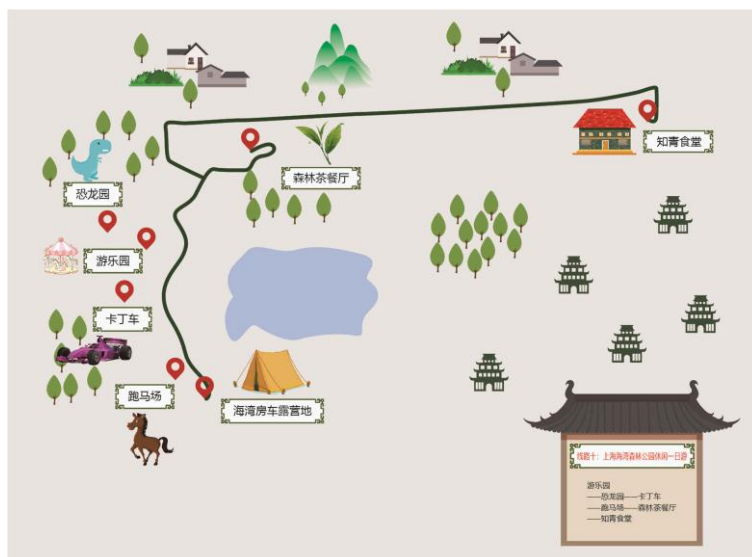 知青食堂
森林茶餐厅
恐龙园
游乐园
卡丁车
跑马场
海湾房车露营地
线路十：上海海湾森林公园休闲一日游
游乐园
——恐龙园——卡丁车
——跑马场——森林茶餐厅
——知青食堂